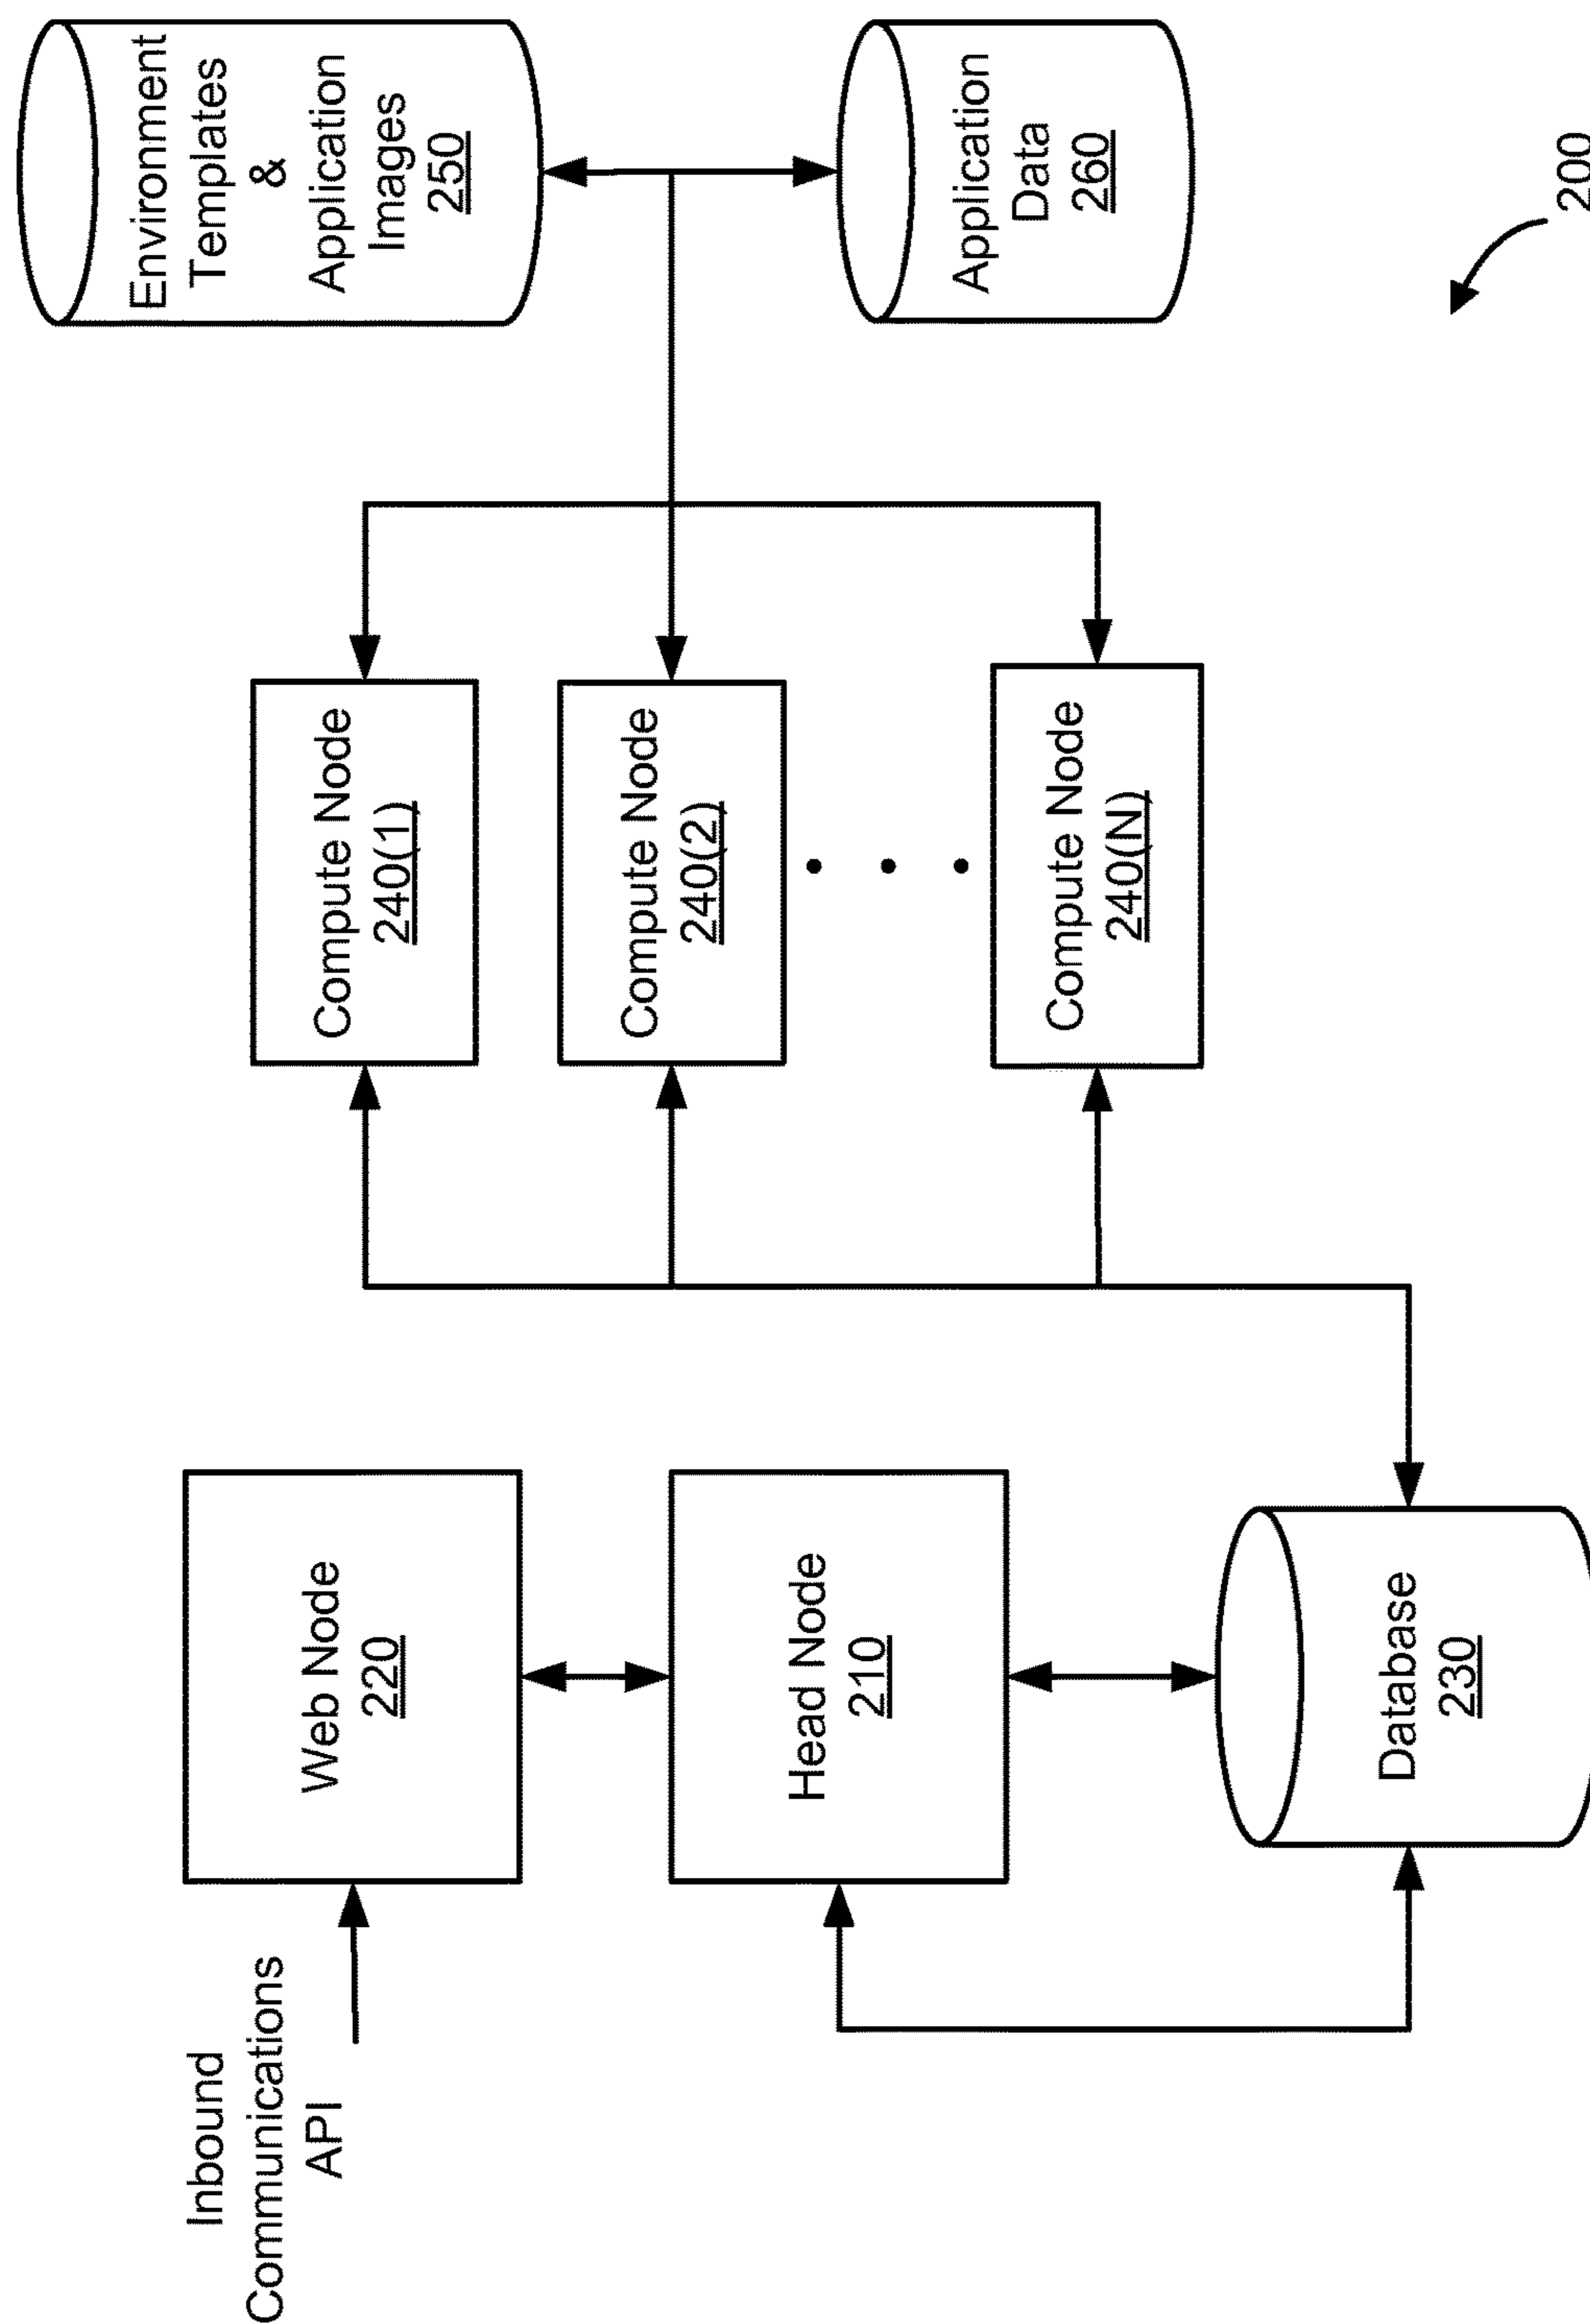 Inbound
Communications
API
Web Node
220
Head Node
210
Database
230
Compute Node
240(1)
Compute Node
240(2)
Compute Node
240(N)
Environment
Templates
&
Application
Images
250
Application
Data
260
200